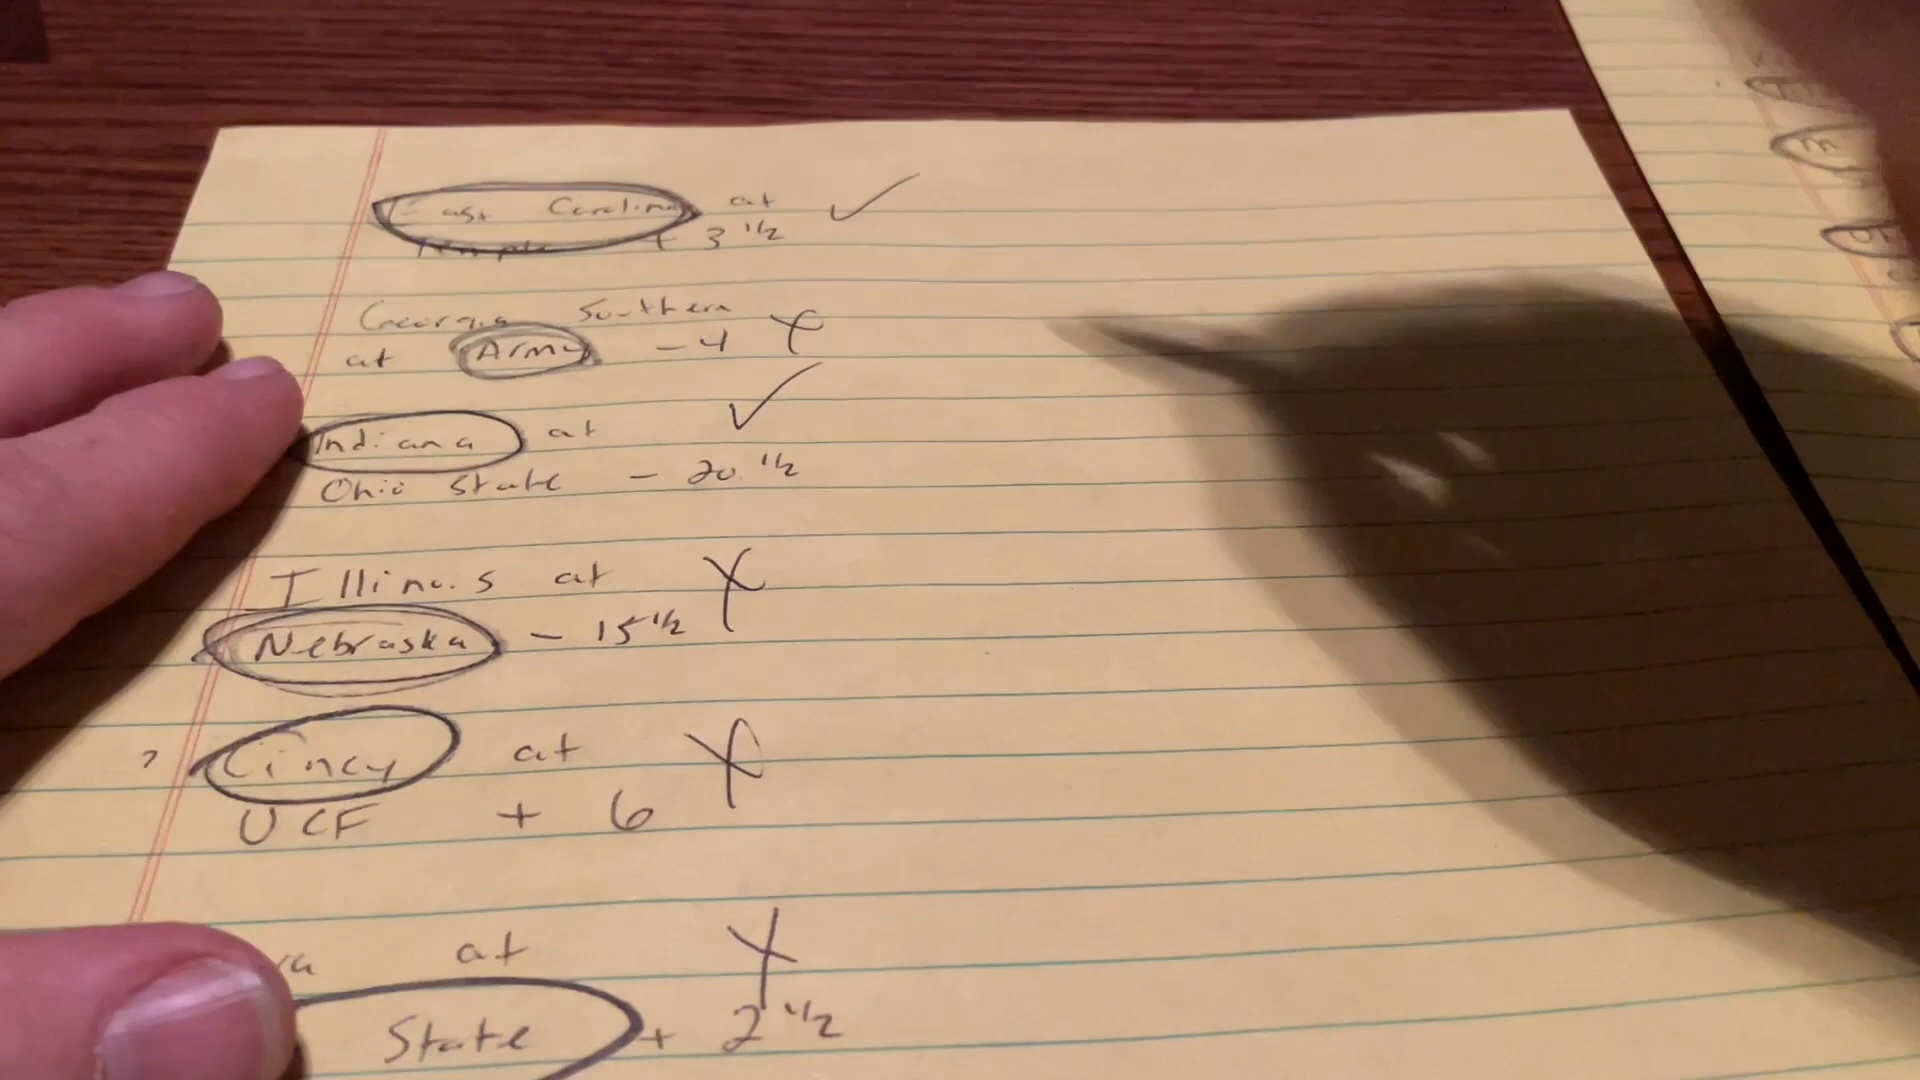 East Carolina at
Temple + 3 1/2
Georgia Southern
at Army - 4
Indiana at
Ohio State - 20 1/2
Illinois at
Nebraska - 15 1/2
? Cincy at
UCF + 6
at
State + 2 1/2